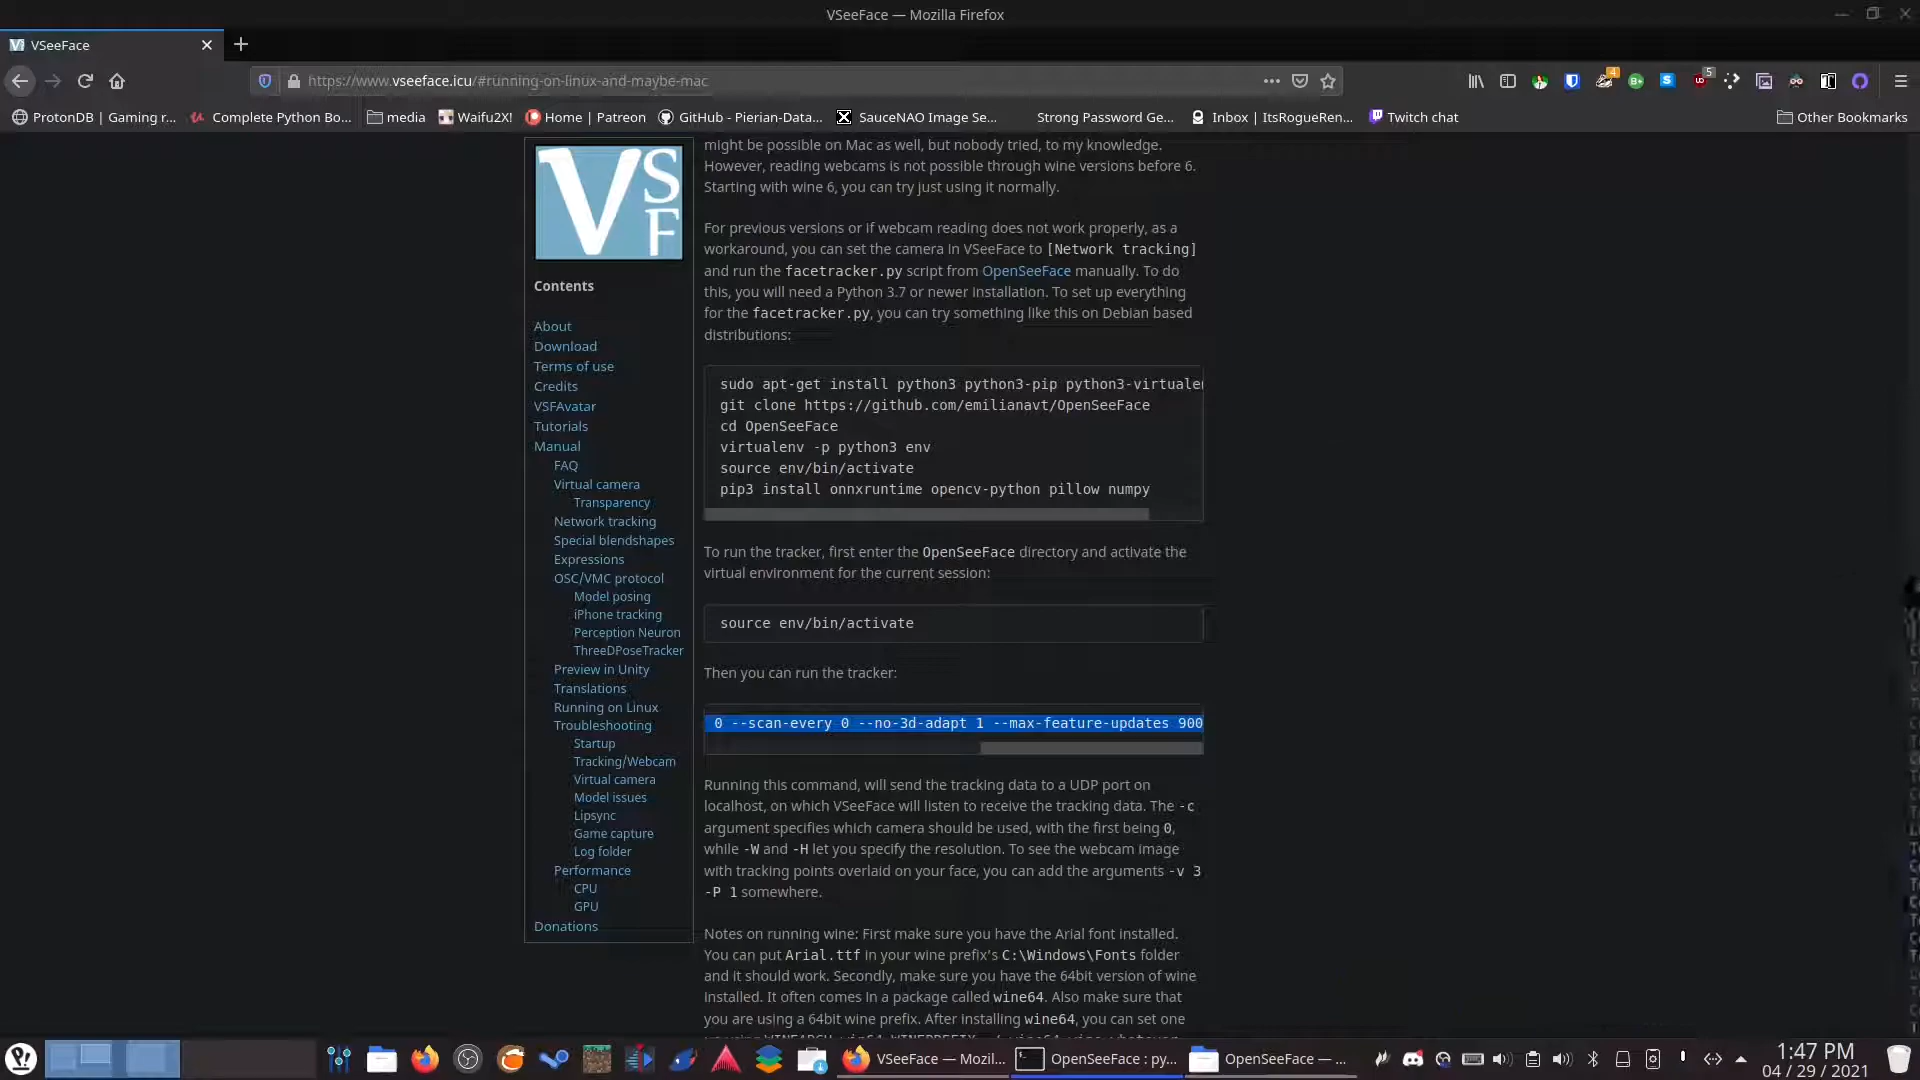 VSeeFace — Mozilla Firefox
VSeeFace
https://www.vseeface.icu/#running-on-linux-and-maybe-mac
4
5
ProtonDB | Gaming r...
Complete Python Bo...
media
Waifu2X!
Home | Patreon
GitHub - Pierian-Data...
SauceNAO Image Se...
Strong Password Ge...
Inbox | ItsRogueRen...
Twitch chat
Other Bookmarks
VSF
Contents
About
Download
Terms of use
Credits
VSFAvatar
Tutorials
Manual
FAQ
Virtual camera
Transparency
Network tracking
Special blendshapes
Expressions
OSC/VMC protocol
Model posing
iPhone tracking
Perception Neuron
ThreeDPoseTracker
Preview in Unity
Translations
Running on Linux
Troubleshooting
Startup
Tracking/Webcam
Virtual camera
Model issues
Lipsync
Game capture
Log folder
Performance
CPU
GPU
Donations
might be possible on Mac as well, but nobody tried, to my knowledge.
However, reading webcams is not possible through wine versions before 6.
Starting with wine 6, you can try just using it normally.
For previous versions or if webcam reading does not work properly, as a
workaround, you can set the camera in VSeeFace to [Network tracking]
and run the facetracker.py script from OpenSeeFace manually. To do
this, you will need a Python 3.7 or newer installation. To set up everything
for the facetracker.py, you can try something like this on Debian based
distributions:
sudo apt-get install python3 python3-pip python3-virtuale
git clone https://github.com/emilianavt/OpenSeeFace
cd OpenSeeFace
virtualenv -p python3 env
source env/bin/activate
pip3 install onnxruntime opencv-python pillow numpy
To run the tracker, first enter the OpenSeeFace directory and activate the
virtual environment for the current session:
source env/bin/activate
Then you can run the tracker:
0 --scan-every 0 --no-3d-adapt 1 --max-feature-updates 900
Running this command, will send the tracking data to a UDP port on
localhost, on which VSeeFace will listen to receive the tracking data. The -c
argument specifies which camera should be used, with the first being 0,
while -W and -H let you specify the resolution. To see the webcam image
with tracking points overlaid on your face, you can add the arguments -v 3
-P 1 somewhere.
Notes on running wine: First make sure you have the Arial font installed.
You can put Arial.ttf in your wine prefix's C:\Windows\Fonts folder
and it should work. Secondly, make sure you have the 64bit version of wine
installed. It often comes in a package called wine64. Also make sure that
you are using a 64bit wine prefix. After installing wine64, you can set one
VSeeFace — Mozil...
OpenSeeFace : py...
OpenSeeFace — ...
1:47 PM
04 / 29 / 2021